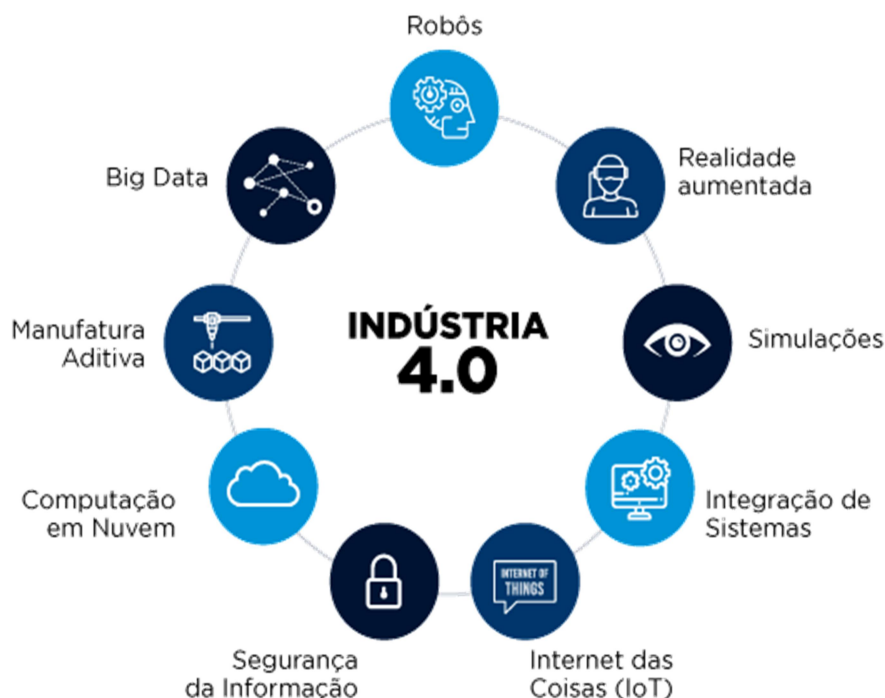 Robôs
Realidade
aumentada
Simulações
Integração de
Sistemas
INTERNET OF
THINGS
Internet das
Coisas (IoT)
Segurança
da Informação
Computação
em Nuvem
Manufatura
Aditiva
Big Data
INDÚSTRIA
4.0